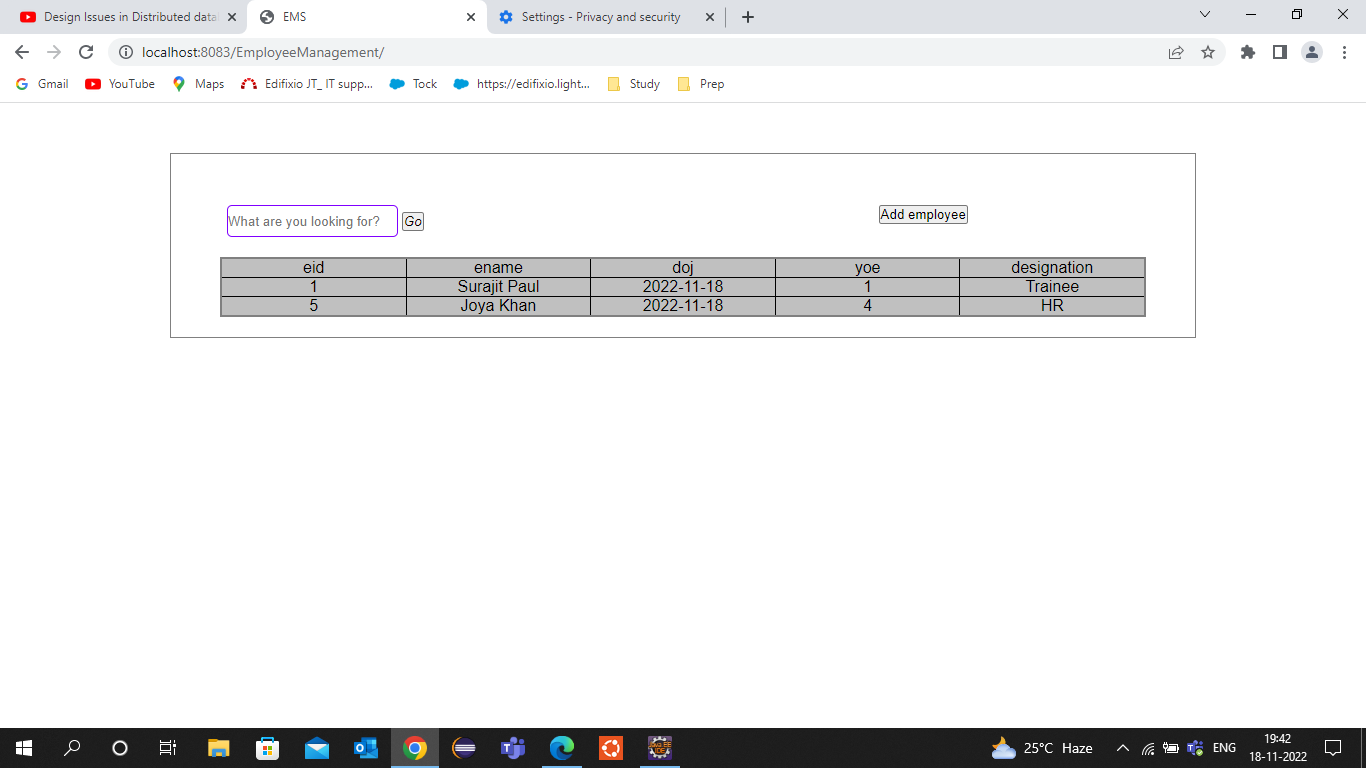 Design Issues in Distributed data
EMS
Settings - Privacy and security
localhost:8083/EmployeeManagement/
Gmail
YouTube
Maps
Edifixio JT_ IT supp...
Tock
https://edifixio.light...
Study
Prep
What are you looking for?
Go
Add employee
eid ename doj yoe designation
1 Surajit Paul 2022-11-18 1 Trainee
5 Joya Khan 2022-11-18 4 HR
25°C Haze
ENG
19:42
18-11-2022